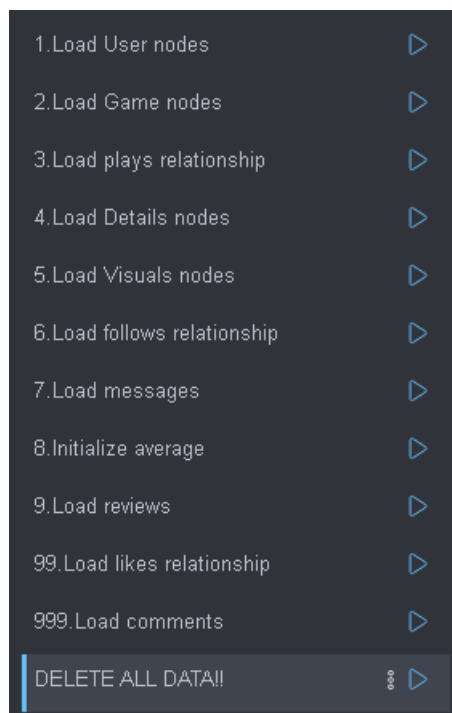 1.Load User nodes
2.Load Game nodes
3.Load plays relationship
4.Load Details nodes
5.Load Visuals nodes
6.Load follows relationship
7.Load messages
8.Initialize average
9.Load reviews
99.Load likes relationship
999.Load comments
DELETE ALL DATA!!